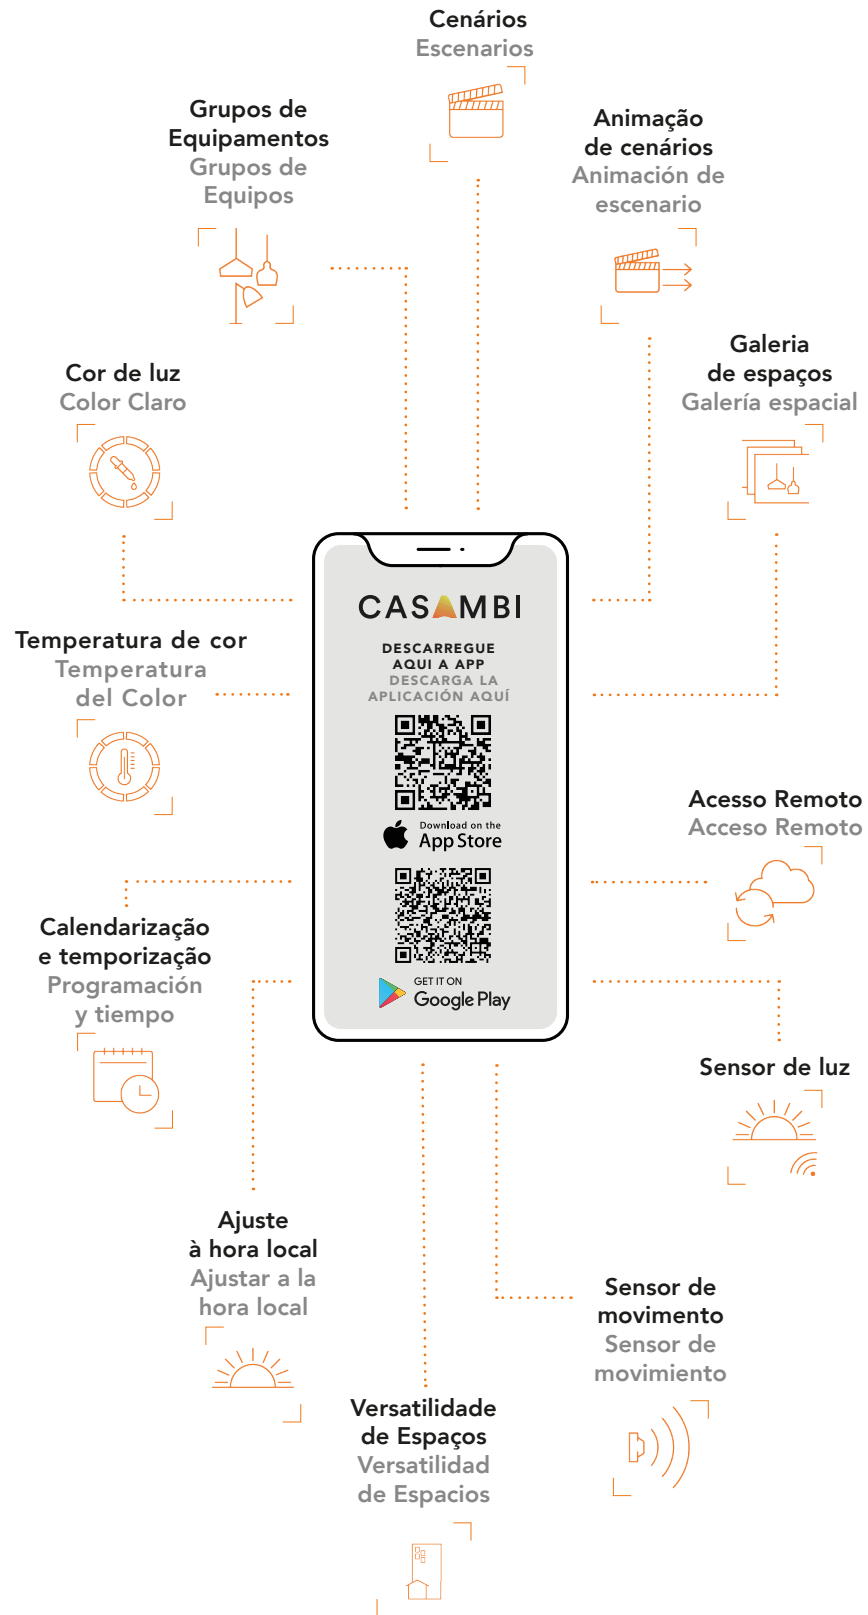 Cenários
Escenarios
Grupos de
Equipamentos
Grupos de
Equipos
Animação
de cenários
Animación de
escenario
Cor de luz
Color Claro
Galeria
de espaços
Galería espacial
Temperatura de cor
Temperatura
del Color
CASAMBI
DESCARREGUE
AQUI A APP
DESCARGA LA
APLICACIÓN AQUÍ
Download on the
App Store
GET IT ON
Google Play
Acesso Remoto
Acceso Remoto
Calendarização
e temporização
Programación
y tiempo
Sensor de luz
Ajuste
à hora local
Ajustar a la
hora local
Sensor de
movimento
Sensor de
movimiento
Versatilidade
de Espaços
Versatilidad
de Espacios